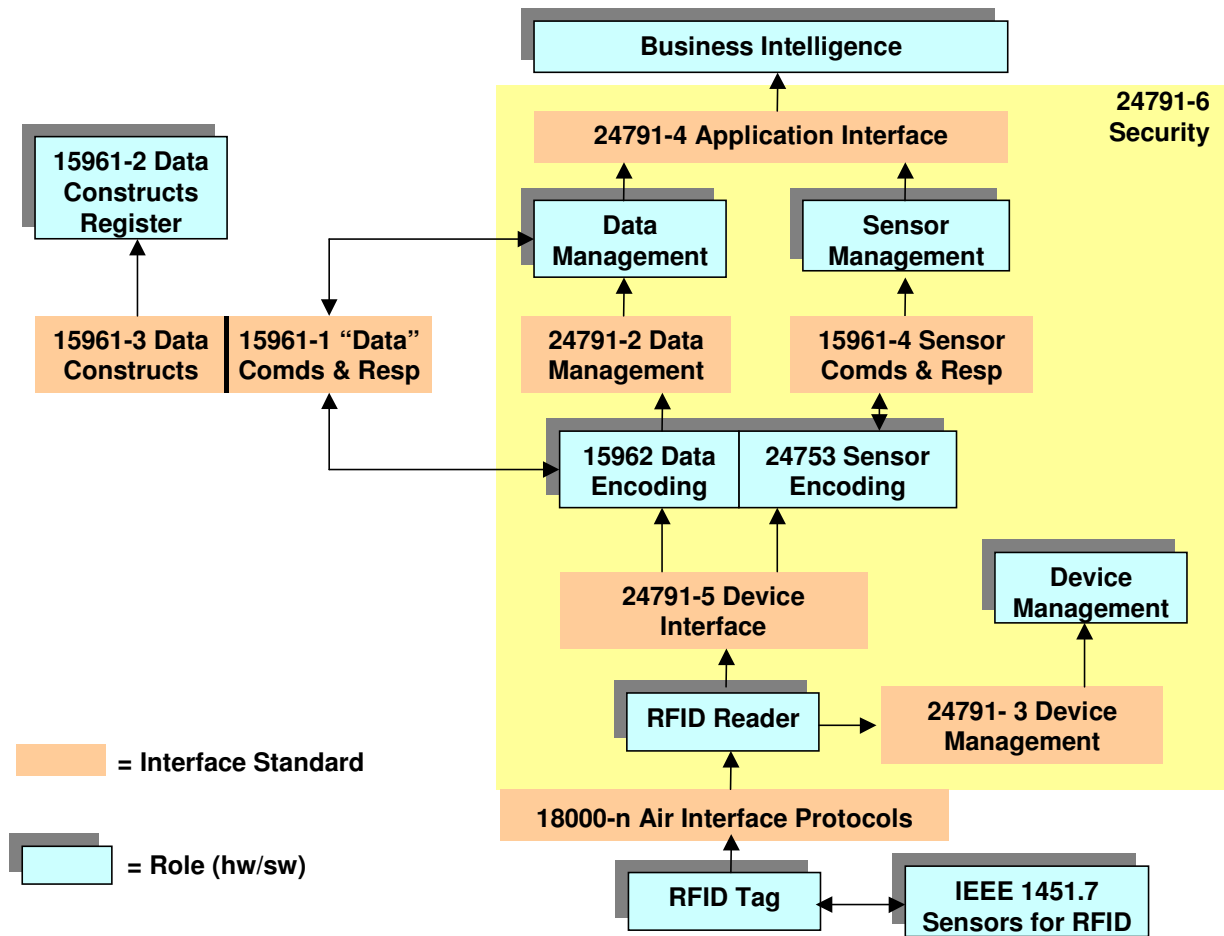 Business Intelligence
24791-6
Security
24791-4 Application Interface
15961-2 Data
Constructs
Register
Data
Management
Sensor
Management
15961-3 Data
Constructs
15961-1 “Data”
Comds & Resp
24791-2 Data
Management
15961-4 Sensor
Comds & Resp
15962 Data
Encoding
24753 Sensor
Encoding
24791-5 Device
Interface
Device
Management
RFID Reader
24791- 3 Device
Management
= Interface Standard
18000-n Air Interface Protocols
= Role (hw/sw)
RFID Tag
IEEE 1451.7
Sensors for RFID